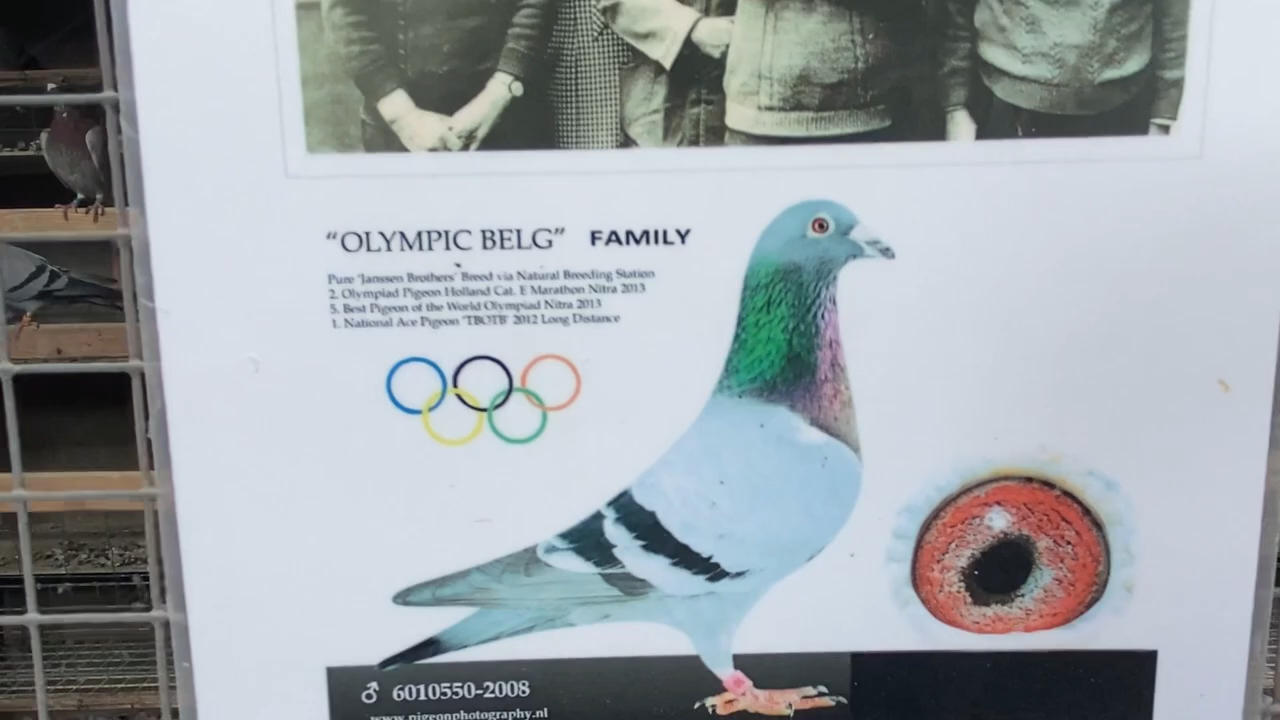 “OLYMPIC BELG” FAMILY
Pure 'Janssen Brothers' Breed via Natural Breeding Station
2. Olympiad Pigeon Holland Cat. E Marathon Nitra 2013
5. Best Pigeon of the World Olympiad Nitra 2013
1. National Ace Pigeon 'TBOTB' 2012 Long Distance
♂ 6010550-2008
www.pigeonphotography.nl